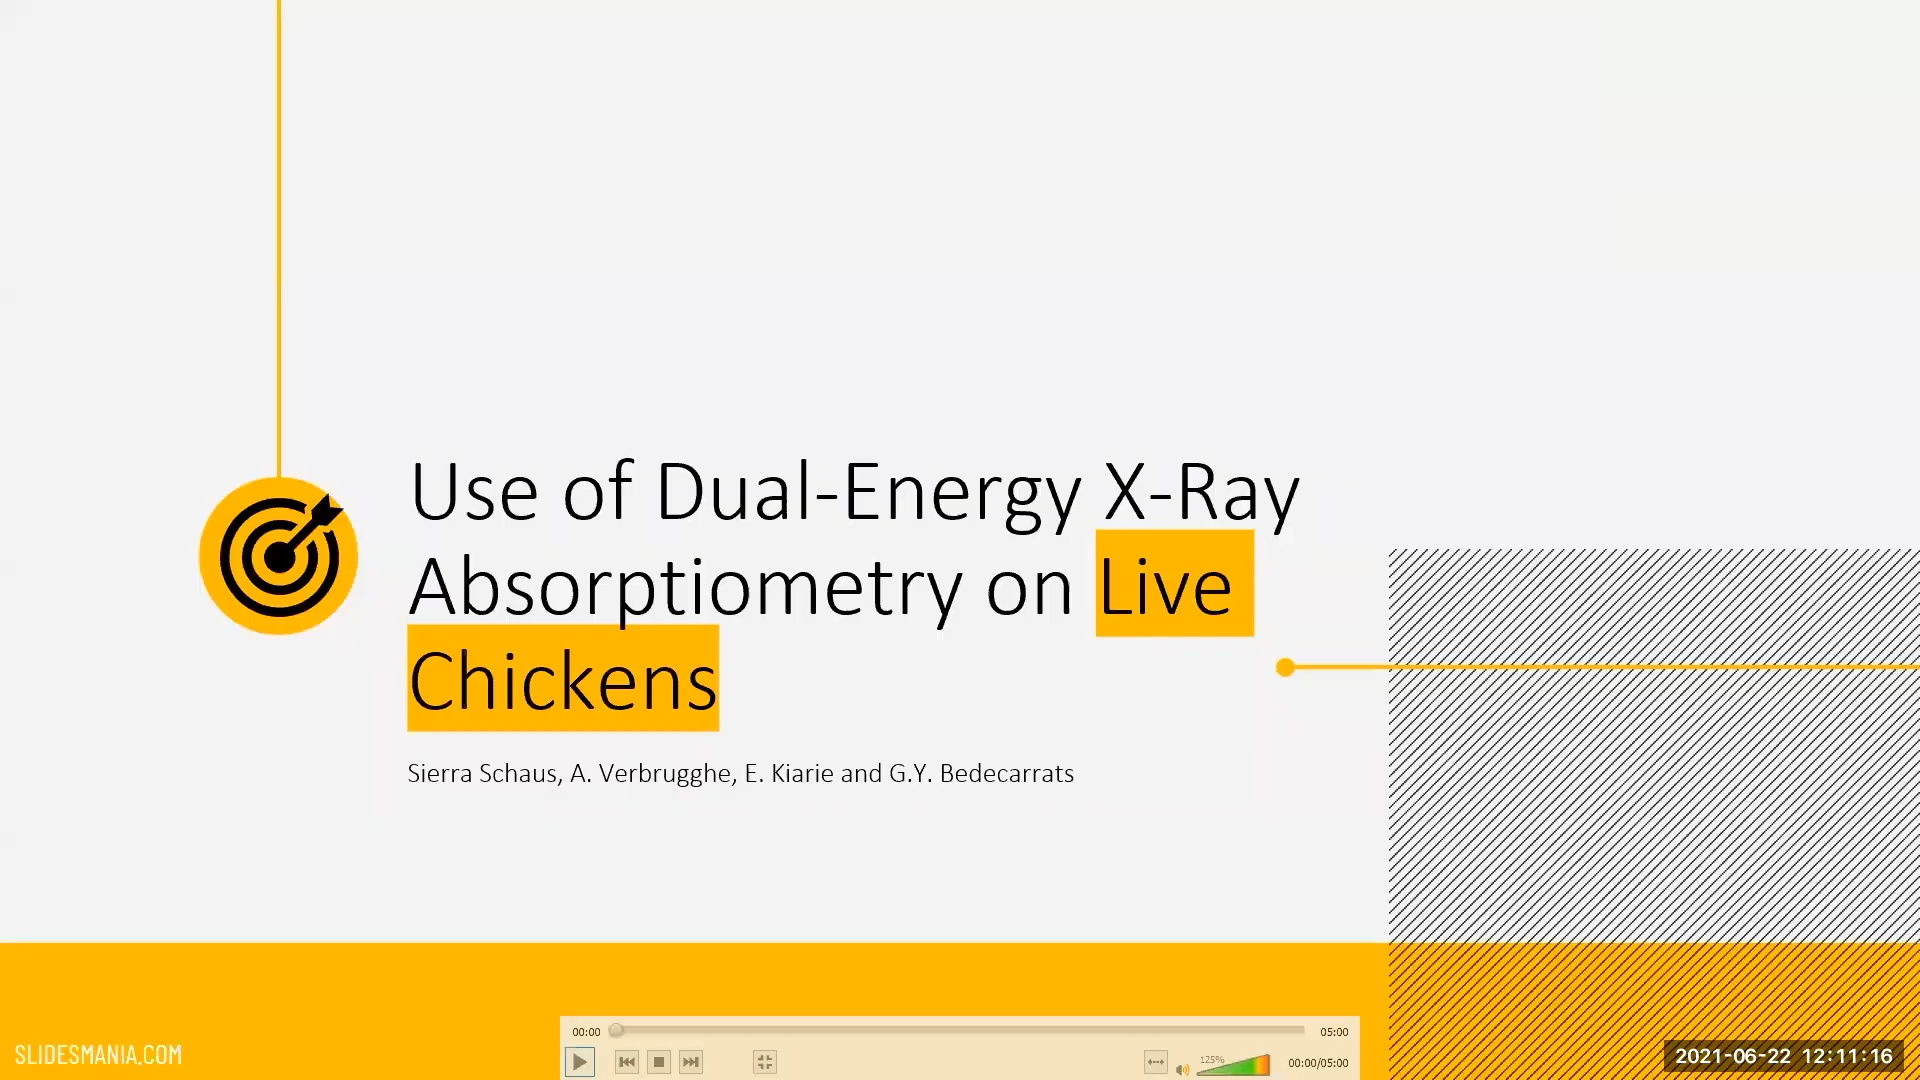 Use of Dual-Energy X-Ray
Absorptiometry on Live
Chickens
Sierra Schaus, A. Verbrugghe, E. Kiarie and G.Y. Bedecarrats
00:00
05:00
125%
00:00/05:00
SLIDESMANIA.COM
2021-06-22 12:11:16